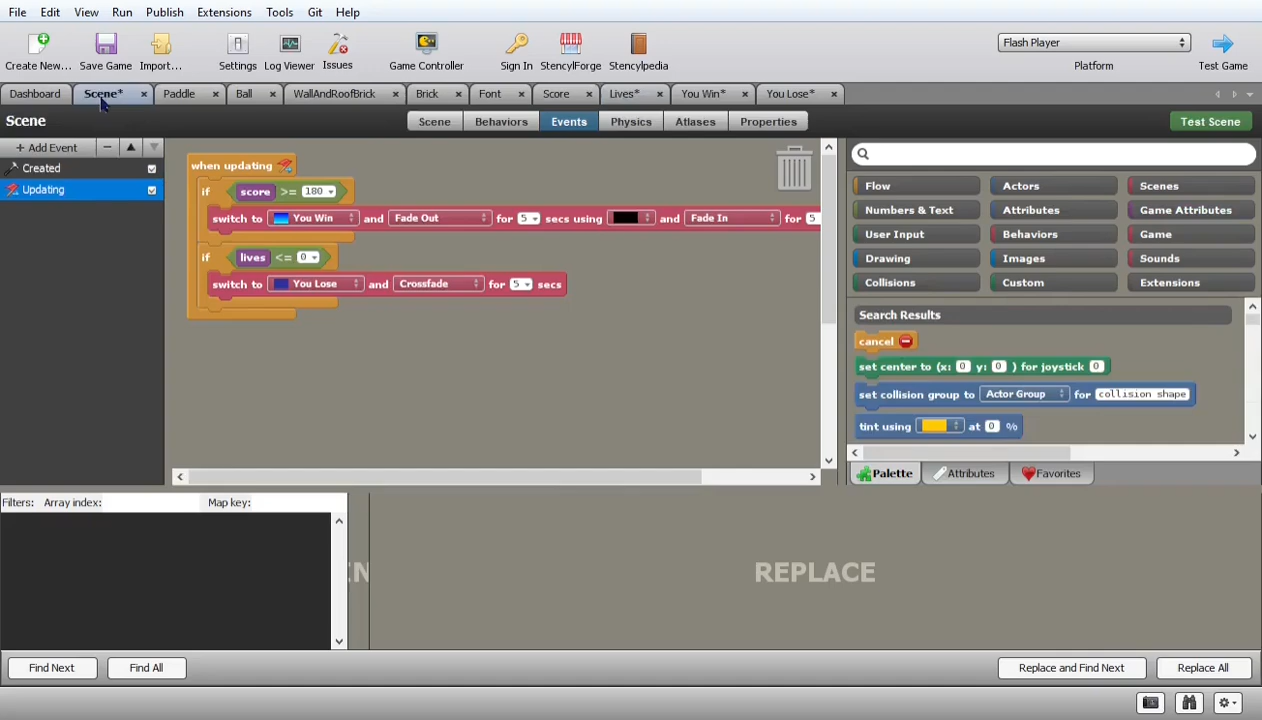 File Edit View Run Publish Extensions Tools Git Help
Create New... Save Game Import... Settings Log Viewer Issues Game Controller Sign In StencylForge Stencylpedia Flash Player Platform Test Game
Dashboard Scene* Paddle Ball WallAndRoofBrick Brick Font Score Lives* You Win* You Lose*
Scene Scene Behaviors Events Physics Atlases Properties Test Scene
+ Add Event
Created
Updating
when updating
if score >= 180
switch to You Win and Fade Out for 5 secs using and Fade In for 5
if lives <= 0
switch to You Lose and Crossfade for 5 secs
Flow Actors Scenes
Numbers & Text Attributes Game Attributes
User Input Behaviors Game
Drawing Images Sounds
Collisions Custom Extensions
Search Results
cancel
set center to (x: 0 y: 0 ) for joystick 0
set collision group to Actor Group for collision shape
tint using at 0 %
Palette Attributes Favorites
Filters: Array index: Map key:
REPLACE
Find Next Find All Replace and Find Next Replace All